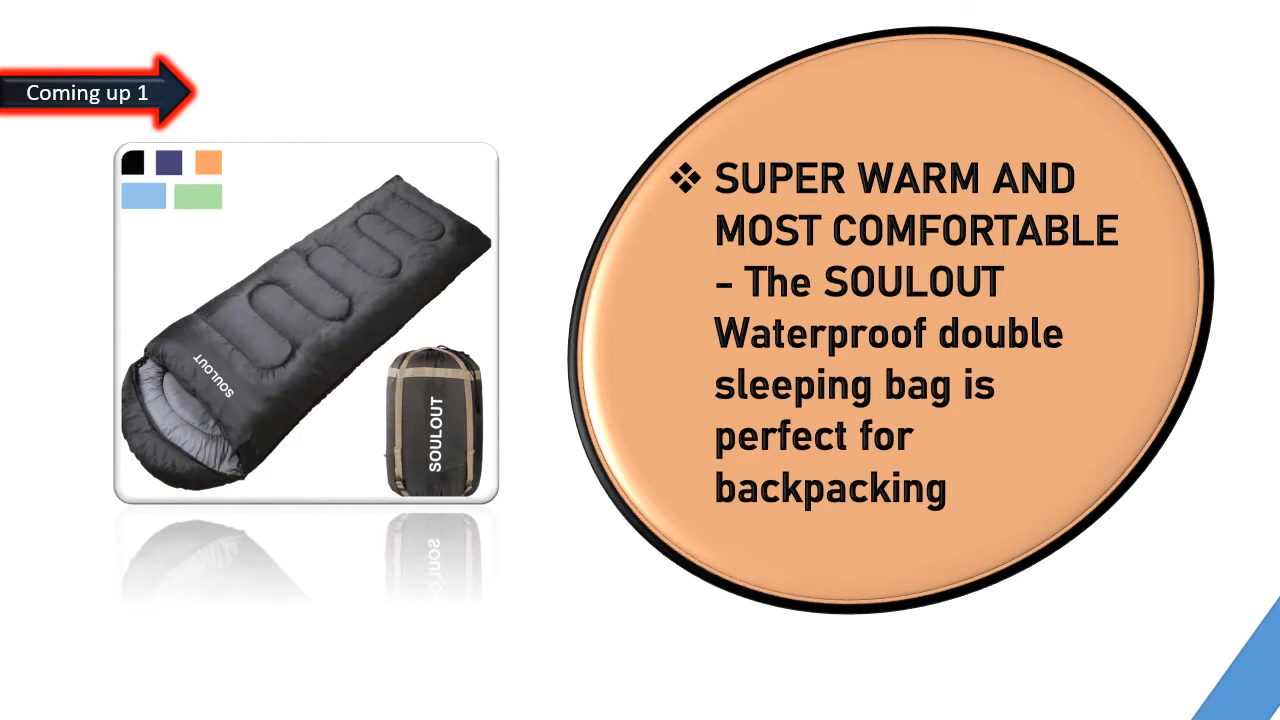 Coming up 1
SOULOUT
SOULOUT
❖ SUPER WARM AND
MOST COMFORTABLE
- The SOULOUT
Waterproof double
sleeping bag is
perfect for
backpacking